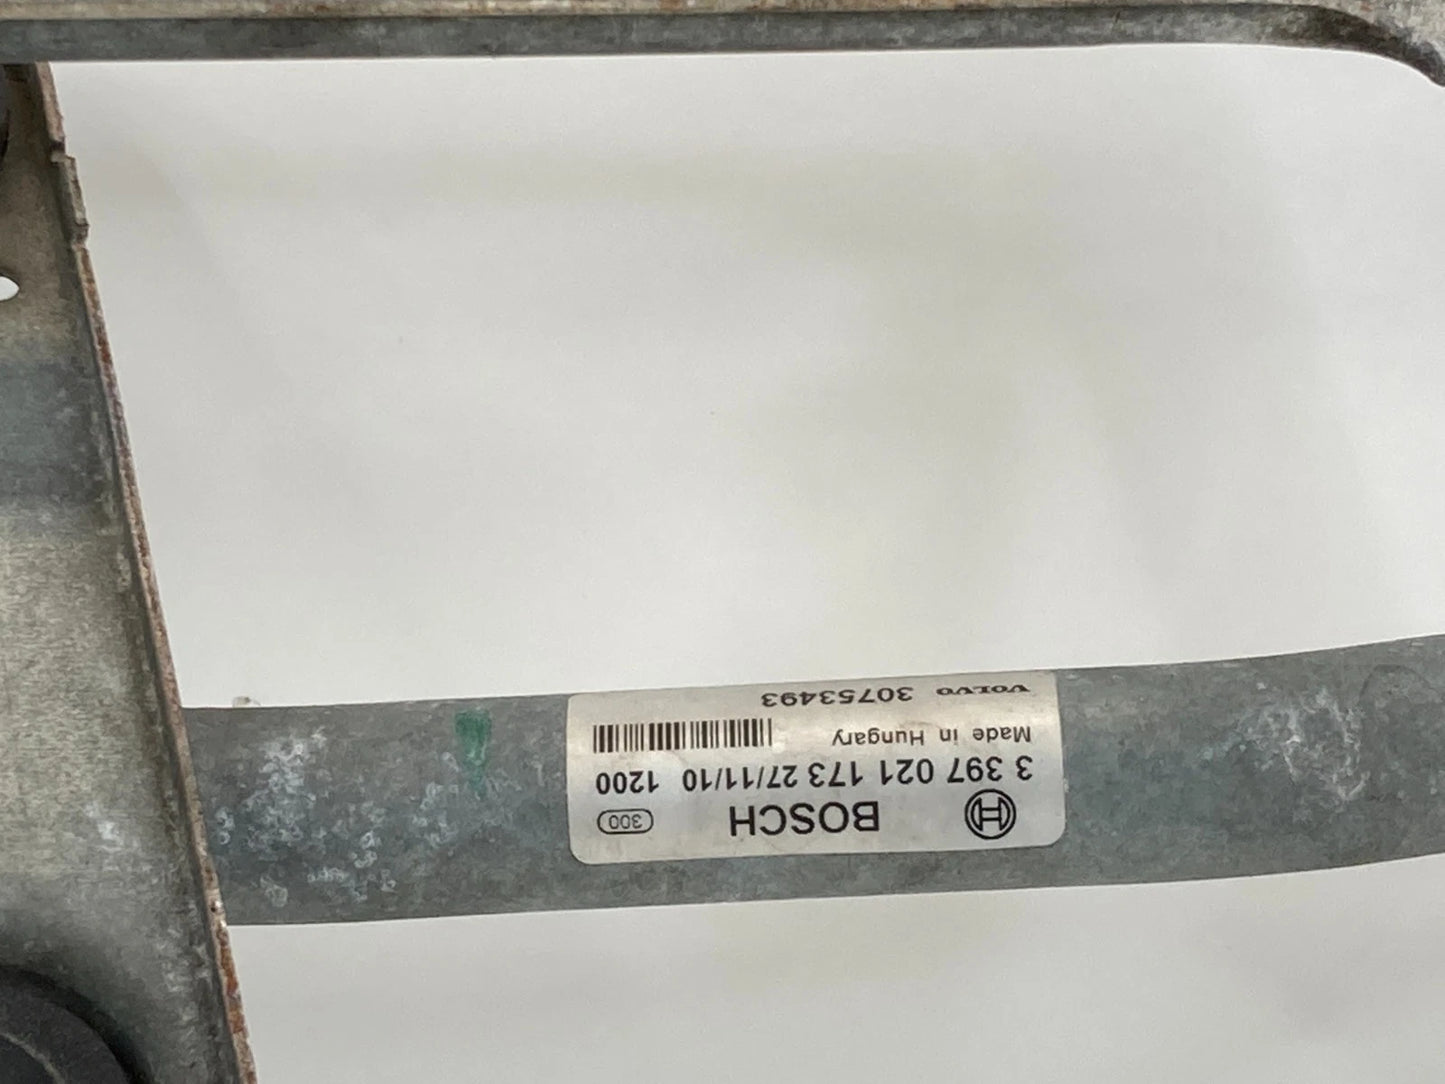 BOSCH 300
3 397 021 173 27/11/10 1200
Made in Hungary
VOLVO 30753493